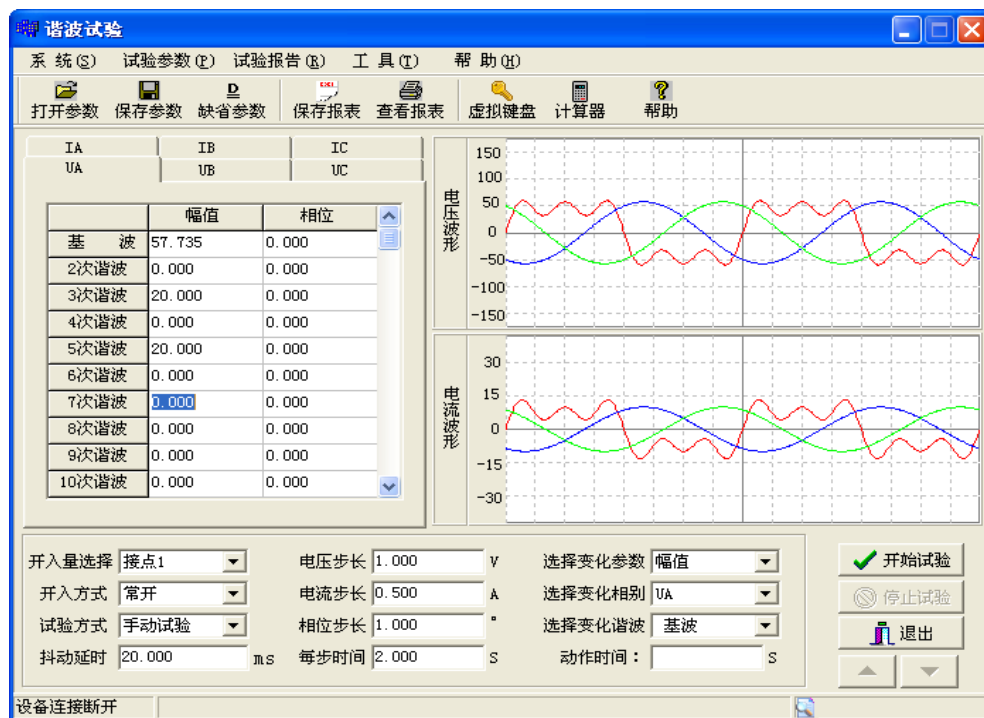 谐波试验
系 统(S) 试验参数(P) 试验报告(R) 工 具(T) 帮 助(H)
打开参数 保存参数 D 缺省参数 保存报表 查看报表 虚拟键盘 计算器 帮助
IA IB IC
UA UB UC
幅值 相位
基 波 57.735 0.000
2次谐波 0.000 0.000
3次谐波 20.000 0.000
4次谐波 0.000 0.000
5次谐波 20.000 0.000
6次谐波 0.000 0.000
7次谐波 0.000 0.000
8次谐波 0.000 0.000
9次谐波 0.000 0.000
10次谐波 0.000 0.000
电压波形
150
100
50
0
-50
-100
-150
电流波形
30
15
0
-15
-30
开入量选择 接点1 电压步长 1.000 V 选择变化参数 幅值 开始试验
开入方式 常开 电流步长 0.500 A 选择变化相别 UA 停止试验
试验方式 手动试验 相位步长 1.000 ° 选择变化谐波 基波 退出
抖动延时 20.000 ms 每步时间 2.000 S 动作时间： S
设备连接断开